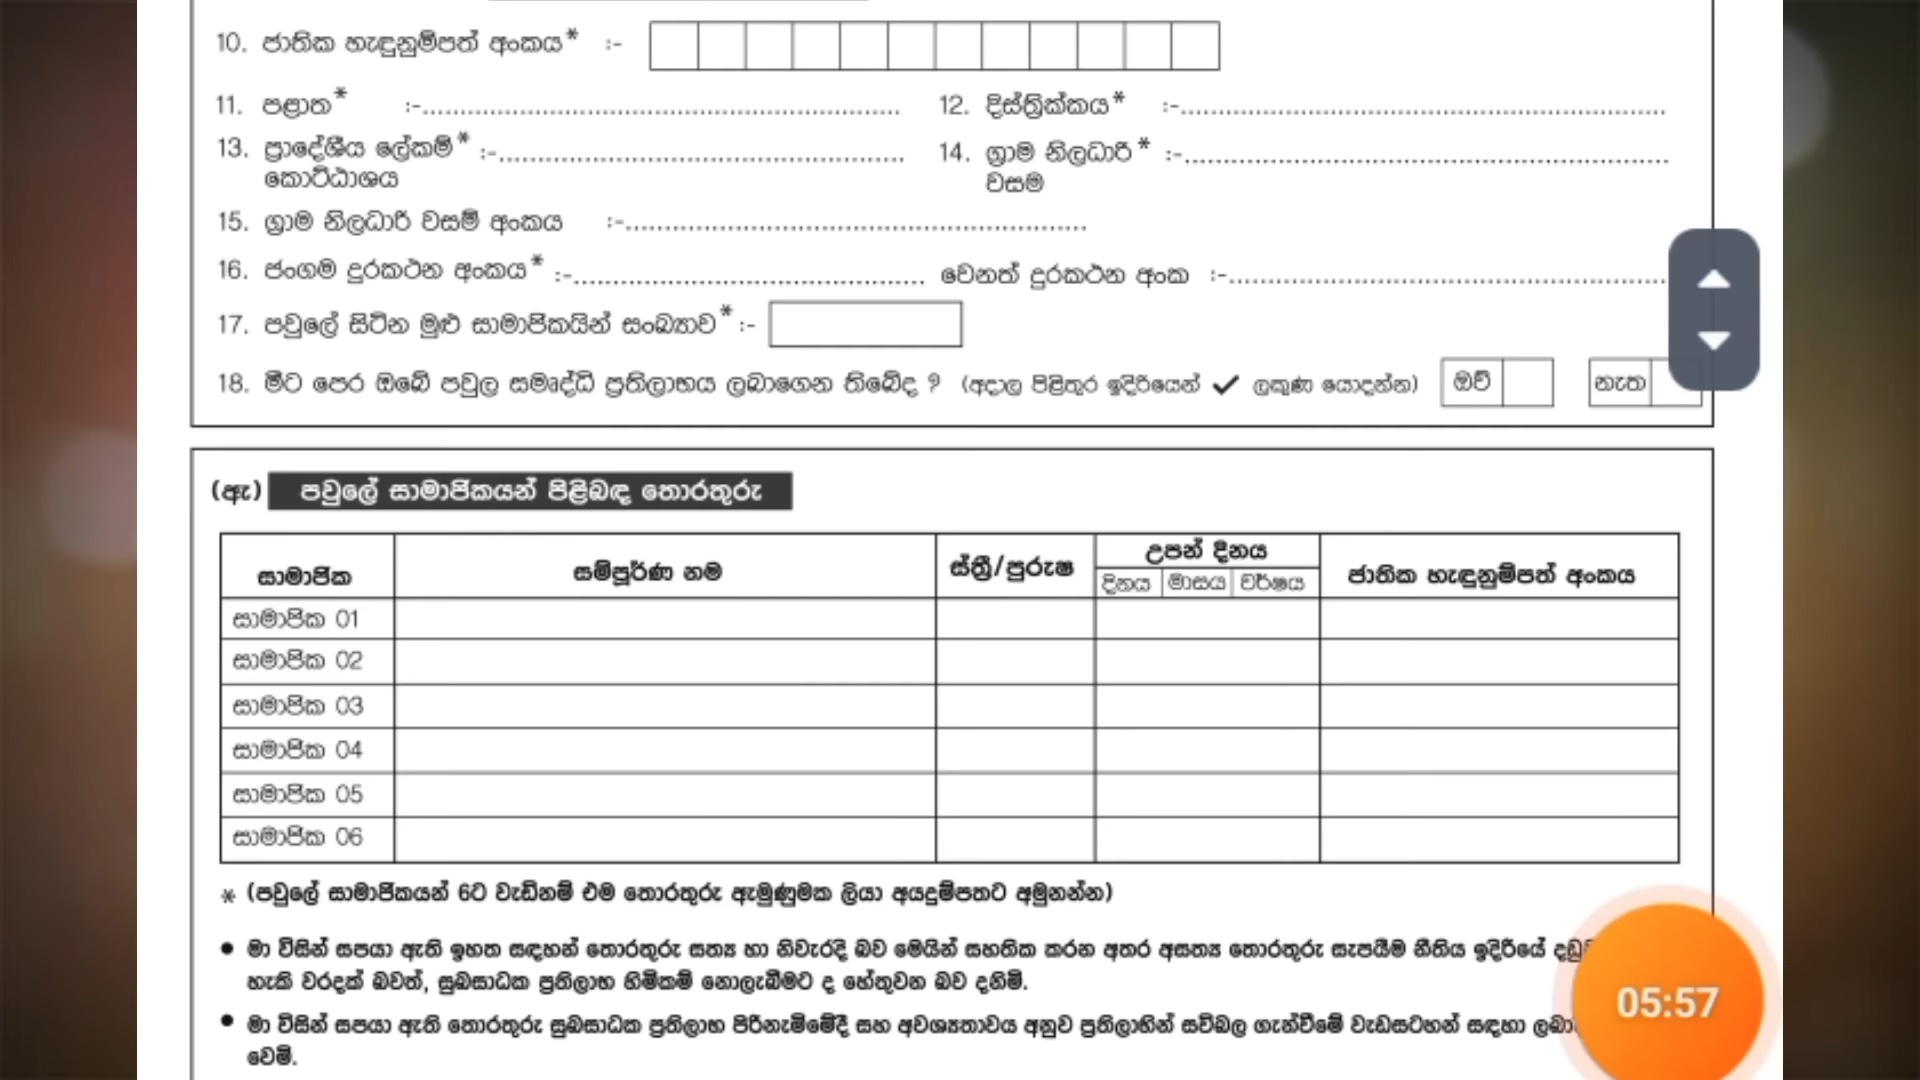 10. ජාතික හැඳුනුම්පත් අංකය* :-
11. පළාත* :-........................ 12. දිස්ත්‍රික්කය* :-........................
13. ප්‍රාදේශීය ලේකම්* :-........................ 14. ග්‍රාම නිලධාරී* :-........................
කොට්ඨාශය වසම
15. ග්‍රාම නිලධාරී වසම් අංකය :-........................
16. ජංගම දුරකථන අංකය* :-........................ වෙනත් දුරකථන අංක :-........................
17. පවුලේ සිටින මුළු සාමාජිකයින් සංඛ්‍යාව* :-
18. මීට පෙර ඔබේ පවුල සමෘද්ධි ප්‍රතිලාභය ලබාගෙන තිබේද ? (අදාල පිළිතුර ඉදිරියෙන් ✓ ලකුණ යොදන්න) ඔව් නැත
(ඇ) පවුලේ සාමාජිකයන් පිළිබඳ තොරතුරු
සාමාජික සම්පූර්ණ නම ස්ත්‍රී/පුරුෂ උපන් දිනය ජාතික හැඳුනුම්පත් අංකය
දිනය මාසය වර්ෂය
සාමාජික 01
සාමාජික 02
සාමාජික 03
සාමාජික 04
සාමාජික 05
සාමාජික 06
* (පවුලේ සාමාජිකයන් 6ට වැඩිනම් එම තොරතුරු ඇමුණුමක ලියා අයදුම්පතට අමුනන්න)
● මා විසින් සපයා ඇති ඉහත සඳහන් තොරතුරු සත්‍ය හා නිවැරදි බව මෙයින් සහතික කරන අතර අසත්‍ය තොරතුරු සැපයීම නීතිය ඉදිරියේ
හැකි වරදක් බවත්, සුබසාධක ප්‍රතිලාභ හිමිකම් නොලැබීමට ද හේතුවන බව දනිමි.
● මා විසින් සපයා ඇති තොරතුරු සුබසාධක ප්‍රතිලාභ පිරිනැමීමේදී සහ අවශ්‍යතාවය අනුව ප්‍රතිලාභීන් සවිබල ගැන්වීමේ වැඩසටහන් සඳහා
වෙමි.
05:57